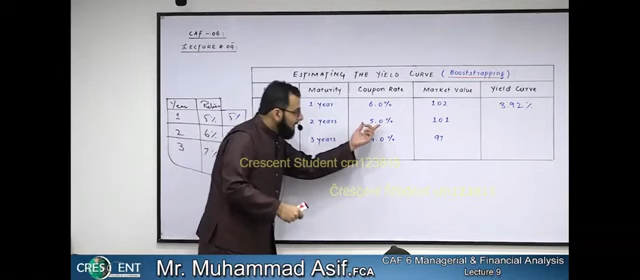 CAF-06
LECTURE # 09
ESTIMATING THE YIELD CURVE (Bootstrapping)
Maturity Coupon Rate Market Value Yield Curve
1 year 6.0% 102 3.92%
2 years 5.0% 101
3 years .0% 97
Year
1 5% 5%
2 6%
3 7%
Crescent Student
CRESCENT
Mr. Muhammad Asif.FCA
CAF 6 Managerial & Financial Analysis
Lecture 9